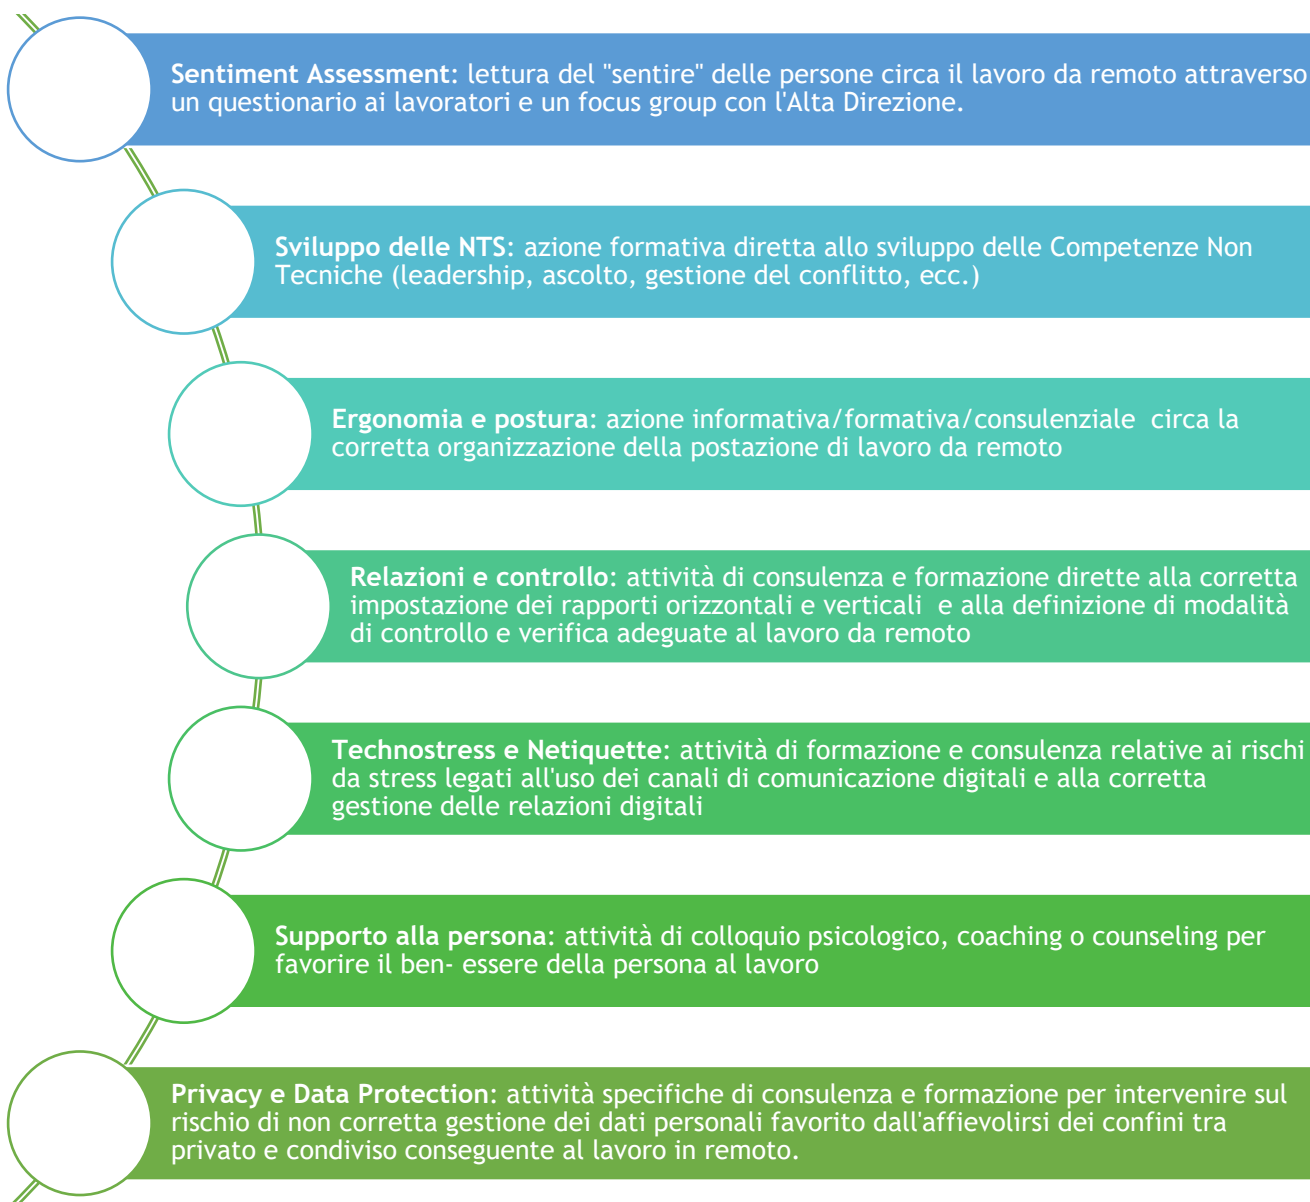 Sentiment Assessment: lettura del "sentire" delle persone circa il lavoro da remoto attraverso
un questionario ai lavoratori e un focus group con l'Alta Direzione.
Sviluppo delle NTS: azione formativa diretta allo sviluppo delle Competenze Non
Tecniche (leadership, ascolto, gestione del conflitto, ecc.)
Ergonomia e postura: azione informativa/formativa/consulenziale  circa la
corretta organizzazione della postazione di lavoro da remoto
Relazioni e controllo: attività di consulenza e formazione dirette alla corretta
impostazione dei rapporti orizzontali e verticali  e alla definizione di modalità
di controllo e verifica adeguate al lavoro da remoto
Technostress e Netiquette: attività di formazione e consulenza relative ai rischi
da stress legati all'uso dei canali di comunicazione digitali e alla corretta
gestione delle relazioni digitali
Supporto alla persona: attività di colloquio psicologico, coaching o counseling per
favorire il ben- essere della persona al lavoro
Privacy e Data Protection: attività specifiche di consulenza e formazione per intervenire sul
rischio di non corretta gestione dei dati personali favorito dall'affievolirsi dei confini tra
privato e condiviso conseguente al lavoro in remoto.